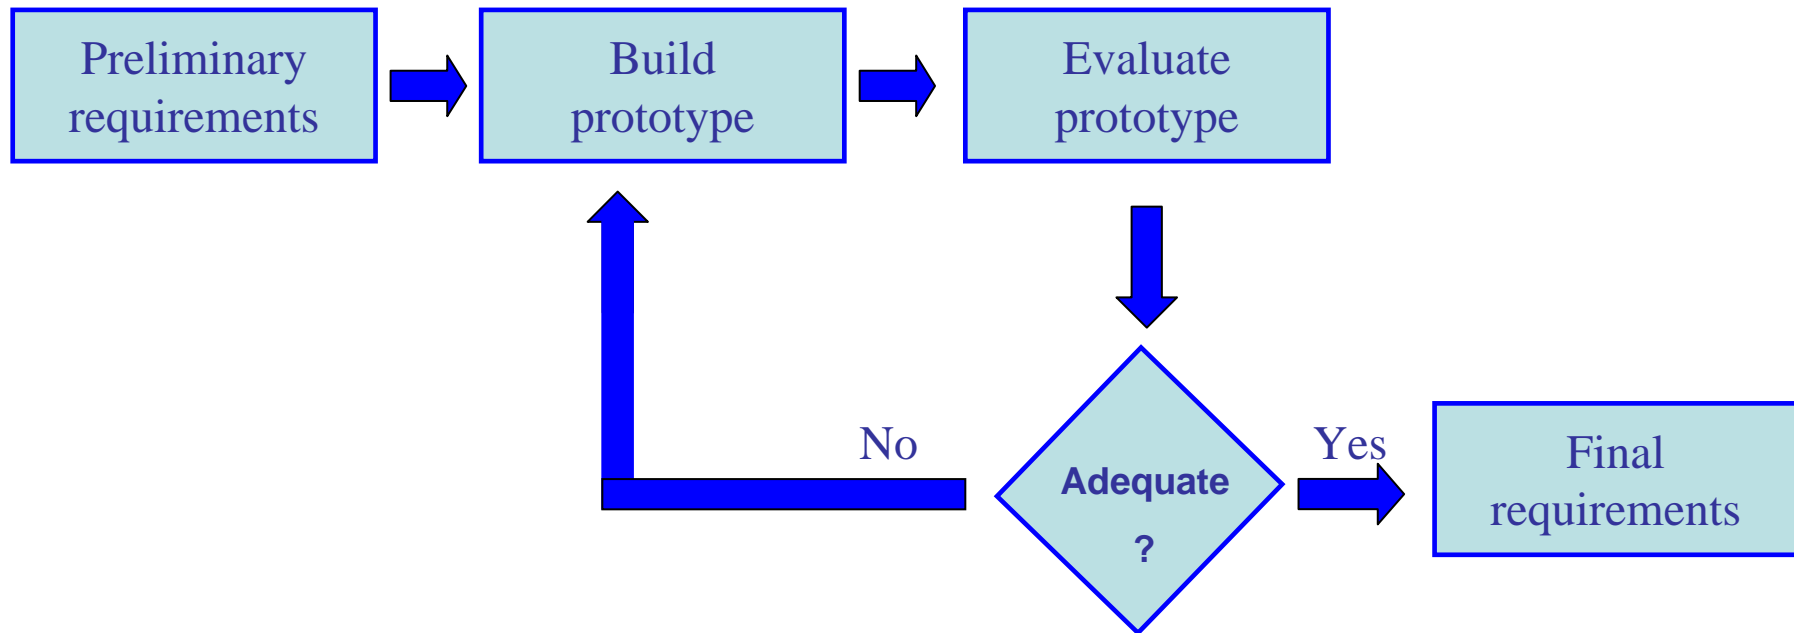 Preliminary
requirements
Build
prototype
Evaluate
prototype
No
Adequate
?
Yes
Final
requirements